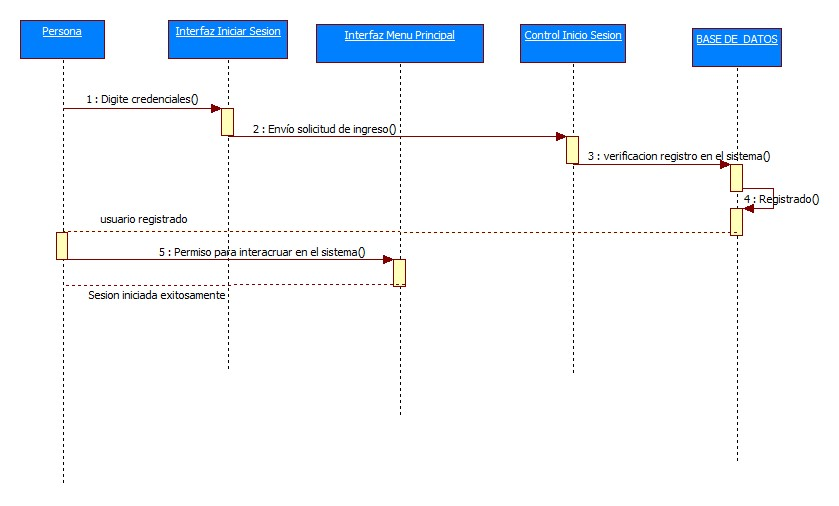 Persona
Interfaz Iniciar Sesion
Interfaz Menu Principal
Control Inicio Sesion
BASE DE DATOS
1 : Digite credenciales()
2 : Envío solicitud de ingreso()
3 : verificacion registro en el sistema()
4 : Registrado()
usuario registrado
5 : Permiso para interacruar en el sistema()
Sesion iniciada exitosamente